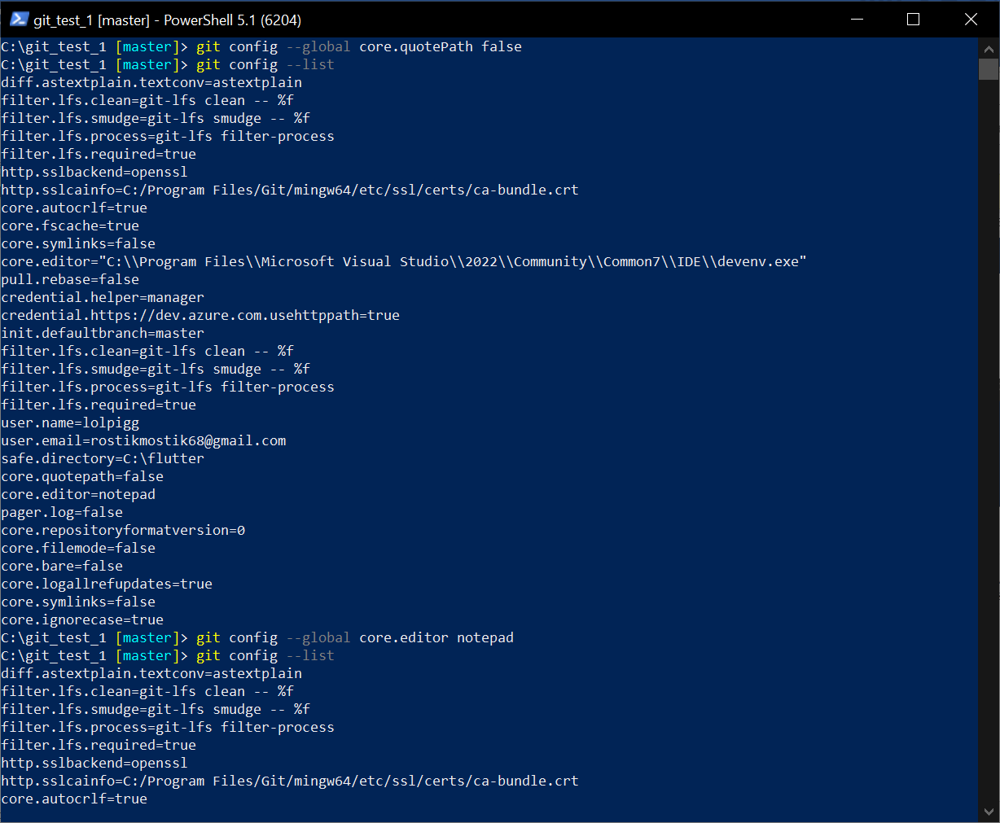 git_test_1 [master] - PowerShell 5.1 (6204)
C:\git_test_1 [master]> git config --global core.quotePath false
C:\git_test_1 [master]> git config --list
diff.astextplain.textconv=astextplain
filter.lfs.clean=git-lfs clean -- %f
filter.lfs.smudge=git-lfs smudge -- %f
filter.lfs.process=git-lfs filter-process
filter.lfs.required=true
http.sslbackend=openssl
http.sslcainfo=C:/Program Files/Git/mingw64/etc/ssl/certs/ca-bundle.crt
core.autocrlf=true
core.fscache=true
core.symlinks=false
core.editor="C:\\Program Files\\Microsoft Visual Studio\\2022\\Community\\Common7\\IDE\\devenv.exe"
pull.rebase=false
credential.helper=manager
credential.https://dev.azure.com.usehttppath=true
init.defaultbranch=master
filter.lfs.clean=git-lfs clean -- %f
filter.lfs.smudge=git-lfs smudge -- %f
filter.lfs.process=git-lfs filter-process
filter.lfs.required=true
user.name=lolpigg
user.email=rostikmostik68@gmail.com
safe.directory=C:\flutter
core.quotepath=false
core.editor=notepad
pager.log=false
core.repositoryformatversion=0
core.filemode=false
core.bare=false
core.logallrefupdates=true
core.symlinks=false
core.ignorecase=true
C:\git_test_1 [master]> git config --global core.editor notepad
C:\git_test_1 [master]> git config --list
diff.astextplain.textconv=astextplain
filter.lfs.clean=git-lfs clean -- %f
filter.lfs.smudge=git-lfs smudge -- %f
filter.lfs.process=git-lfs filter-process
filter.lfs.required=true
http.sslbackend=openssl
http.sslcainfo=C:/Program Files/Git/mingw64/etc/ssl/certs/ca-bundle.crt
core.autocrlf=true